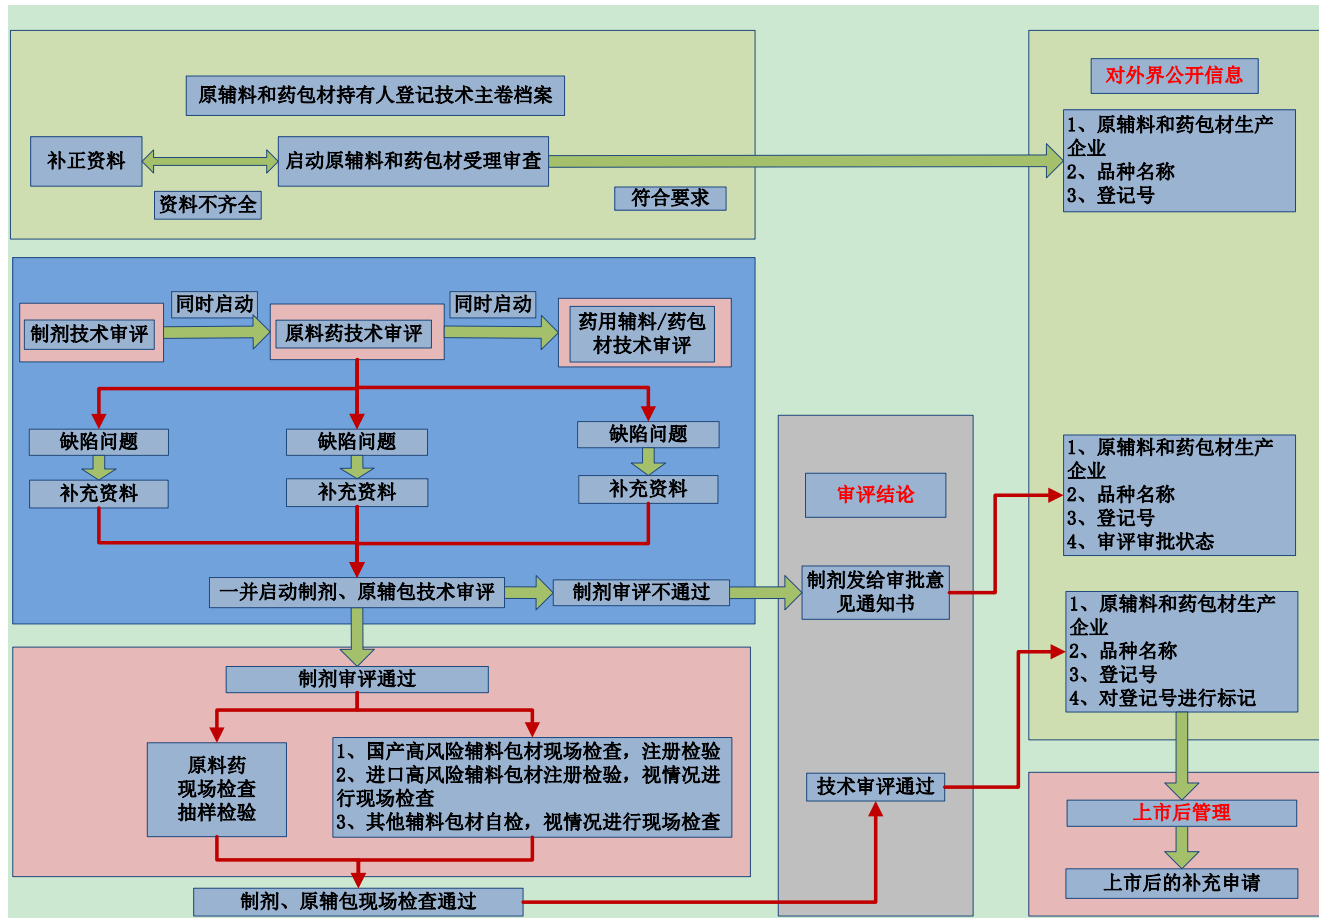 原辅料和药包材持有人登记技术主卷档案
补正资料
启动原辅料和药包材受理审查
资料不齐全
符合要求
对外界公开信息
1、原辅料和药包材生产
企业
2、品种名称
3、登记号
同时启动
同时启动
制剂技术审评
原料药技术审评
药用辅料/药包
材技术审评
缺陷问题
缺陷问题
缺陷问题
补充资料
补充资料
补充资料
一并启动制剂、原辅包技术审评
制剂审评不通过
审评结论
制剂发给审批意
见通知书
1、原辅料和药包材生产
企业
2、品种名称
3、登记号
4、审评审批状态
1、原辅料和药包材生产
企业
2、品种名称
3、登记号
4、对登记号进行标记
制剂审评通过
原料药
现场检查
抽样检验
1、国产高风险辅料包材现场检查，注册检验
2、进口高风险辅料包材注册检验，视情况进
行现场检查
3、其他辅料包材自检，视情况进行现场检查
技术审评通过
制剂、原辅包现场检查通过
上市后管理
上市后的补充申请